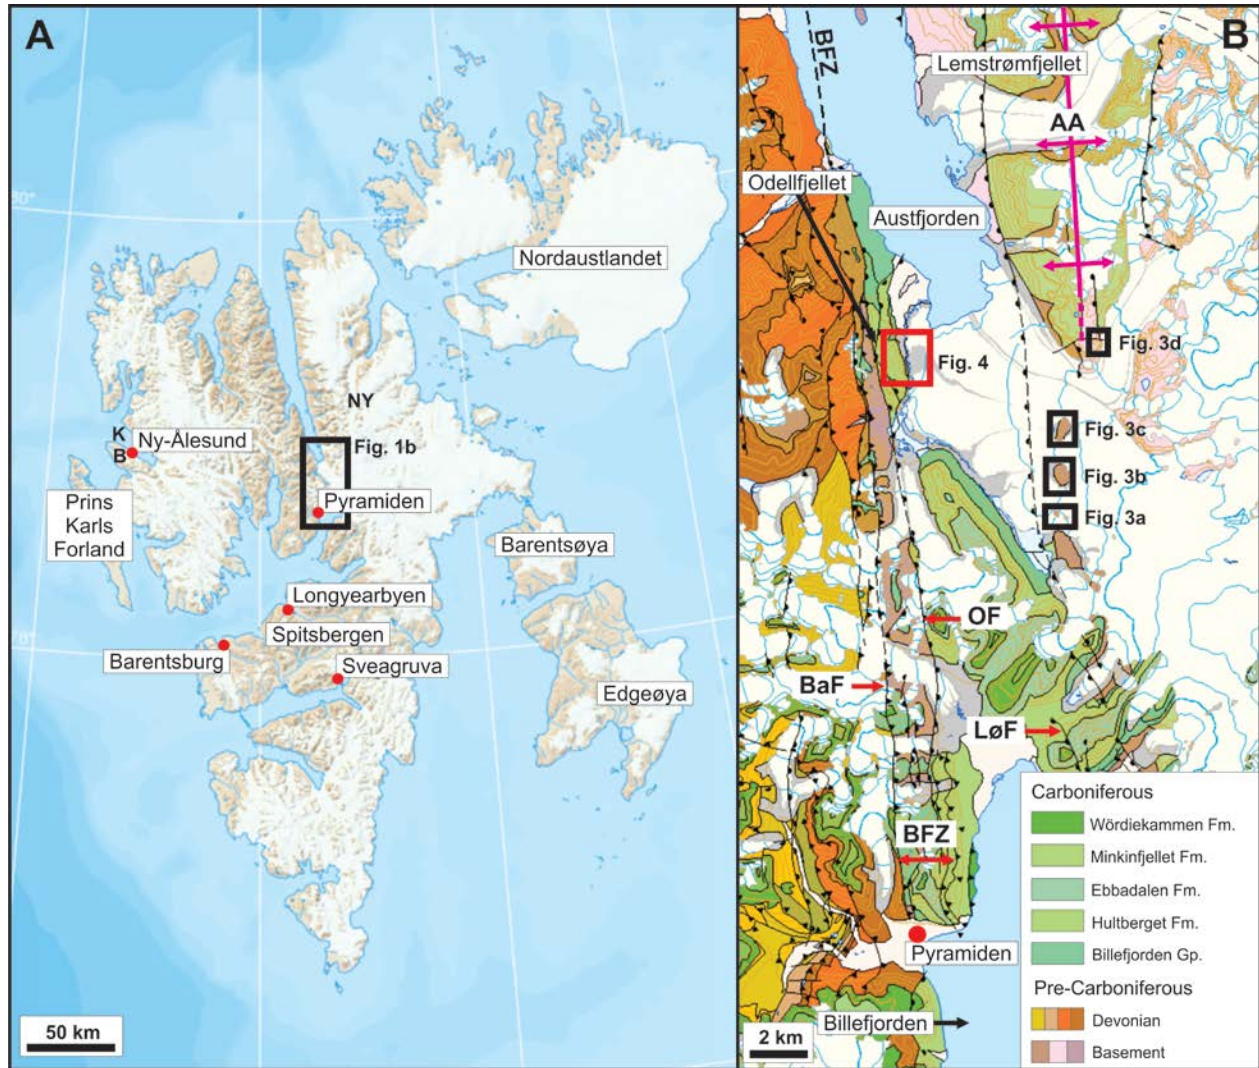 A
80°
78°
Nordaustlandet
NY
K
B
Ny-Ålesund
Fig. 1b
Pyramiden
Prins
Karls
Forland
Barentsøya
Longyearbyen
Spitsbergen
Barentsburg
Sveagruva
Edgeøya
50 km
B
BFZ
Lemstrømfjellet
AA
Odellfjellet
Austfjorden
Fig. 4
Fig. 3d
Fig. 3c
Fig. 3b
Fig. 3a
OF
BaF
LøF
BFZ
Pyramiden
Billefjorden
2 km
Carboniferous
Wördiekammen Fm.
Minkinfjellet Fm.
Ebbadalen Fm.
Hultberget Fm.
Billefjorden Gp.
Pre-Carboniferous
Devonian
Basement